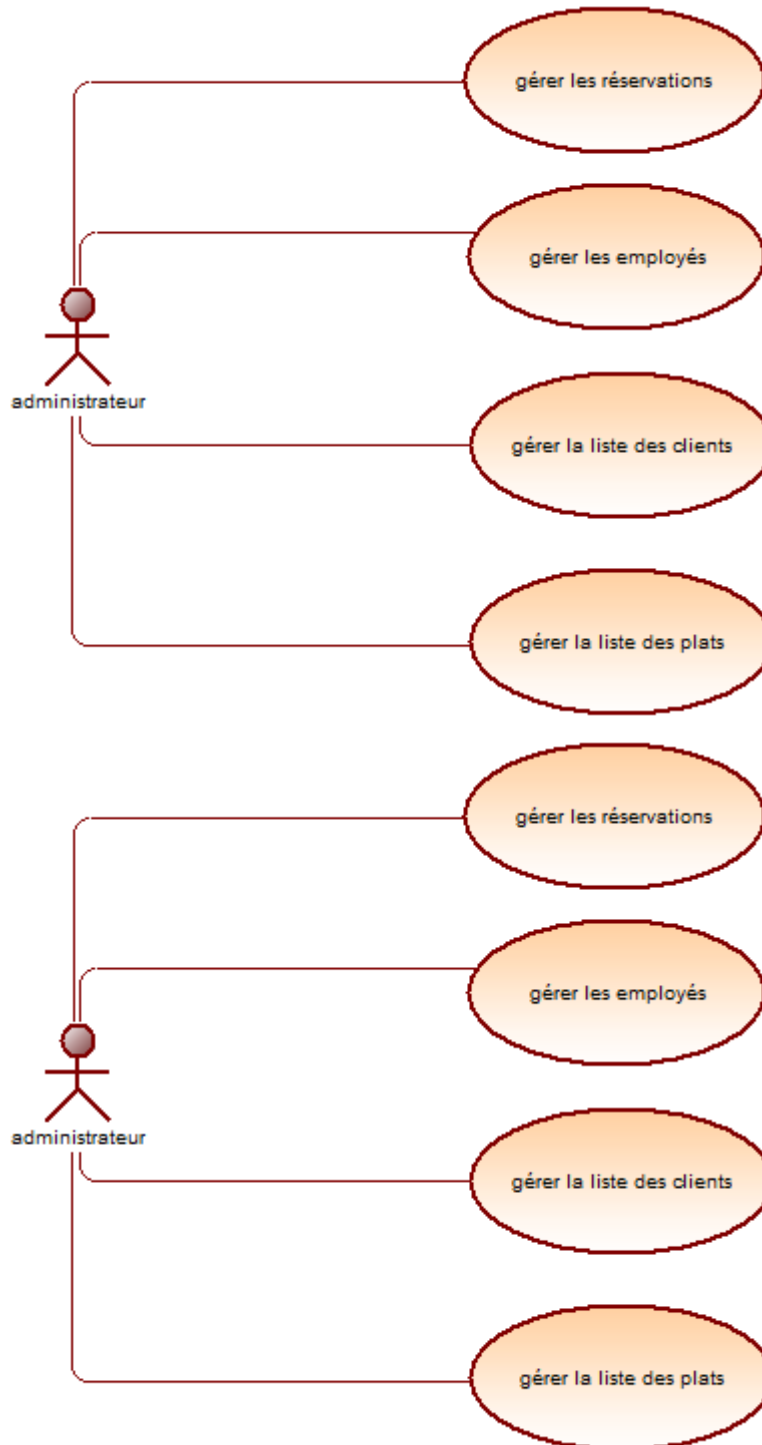 gérer les réservations
gérer les employés
administrateur
gérer la liste des clients
gérer la liste des plats
gérer les réservations
gérer les employés
administrateur
gérer la liste des clients
gérer la liste des plats